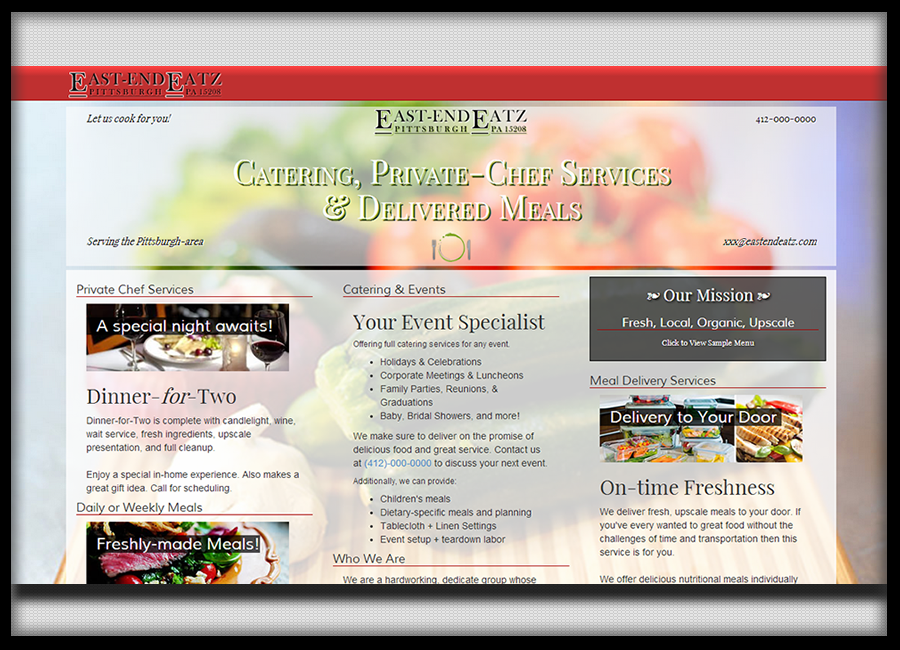 EAST-END EATZ
PITTSBURGH PA 15208
Let us cook for you!
EAST-END EATZ
PITTSBURGH PA 15208
412-000-0000
Catering, Private-Chef Services
& Delivered Meals
Serving the Pittsburgh-area
xxx@eastendeatz.com
Private Chef Services
A special night awaits!
Dinner-for-Two
Dinner-for-Two is complete with candlelight, wine,
wait service, fresh ingredients, upscale
presentation, and full cleanup.
Enjoy a special in-home experience. Also makes a
great gift idea. Call for scheduling.
Daily or Weekly Meals
Freshly-made Meals!
Catering & Events
Your Event Specialist
Offering full catering services for any event.
• Holidays & Celebrations
• Corporate Meetings & Luncheons
• Family Parties, Reunions, &
Graduations
• Baby, Bridal Showers, and more!
We make sure to deliver on the promise of
delicious food and great service. Contact us
at (412)-000-0000 to discuss your next event.
Additionally, we can provide:
• Children's meals
• Dietary-specific meals and planning
• Tablecloth + Linen Settings
• Event setup + teardown labor
Who We Are
We are a hardworking, dedicate group whose
Our Mission
Fresh, Local, Organic, Upscale
Click to View Sample Menu
Meal Delivery Services
Delivery to Your Door
On-time Freshness
We deliver fresh, upscale meals to your door. If
you've every wanted to great food without the
challenges of time and transportation then this
service is for you.
We offer delicious nutritional meals individually